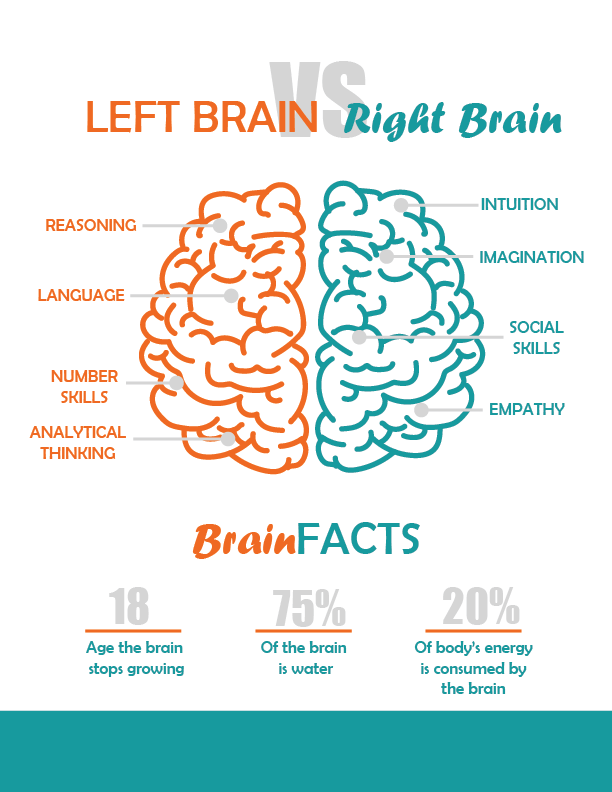 VS
LEFT BRAIN Right Brain
REASONING
LANGUAGE
NUMBER
SKILLS
ANALYTICAL
THINKING
INTUITION
IMAGINATION
SOCIAL
SKILLS
EMPATHY
BrainFACTS
18
Age the brain
stops growing
75%
Of the brain
is water
20%
Of body's energy
is consumed by
the brain